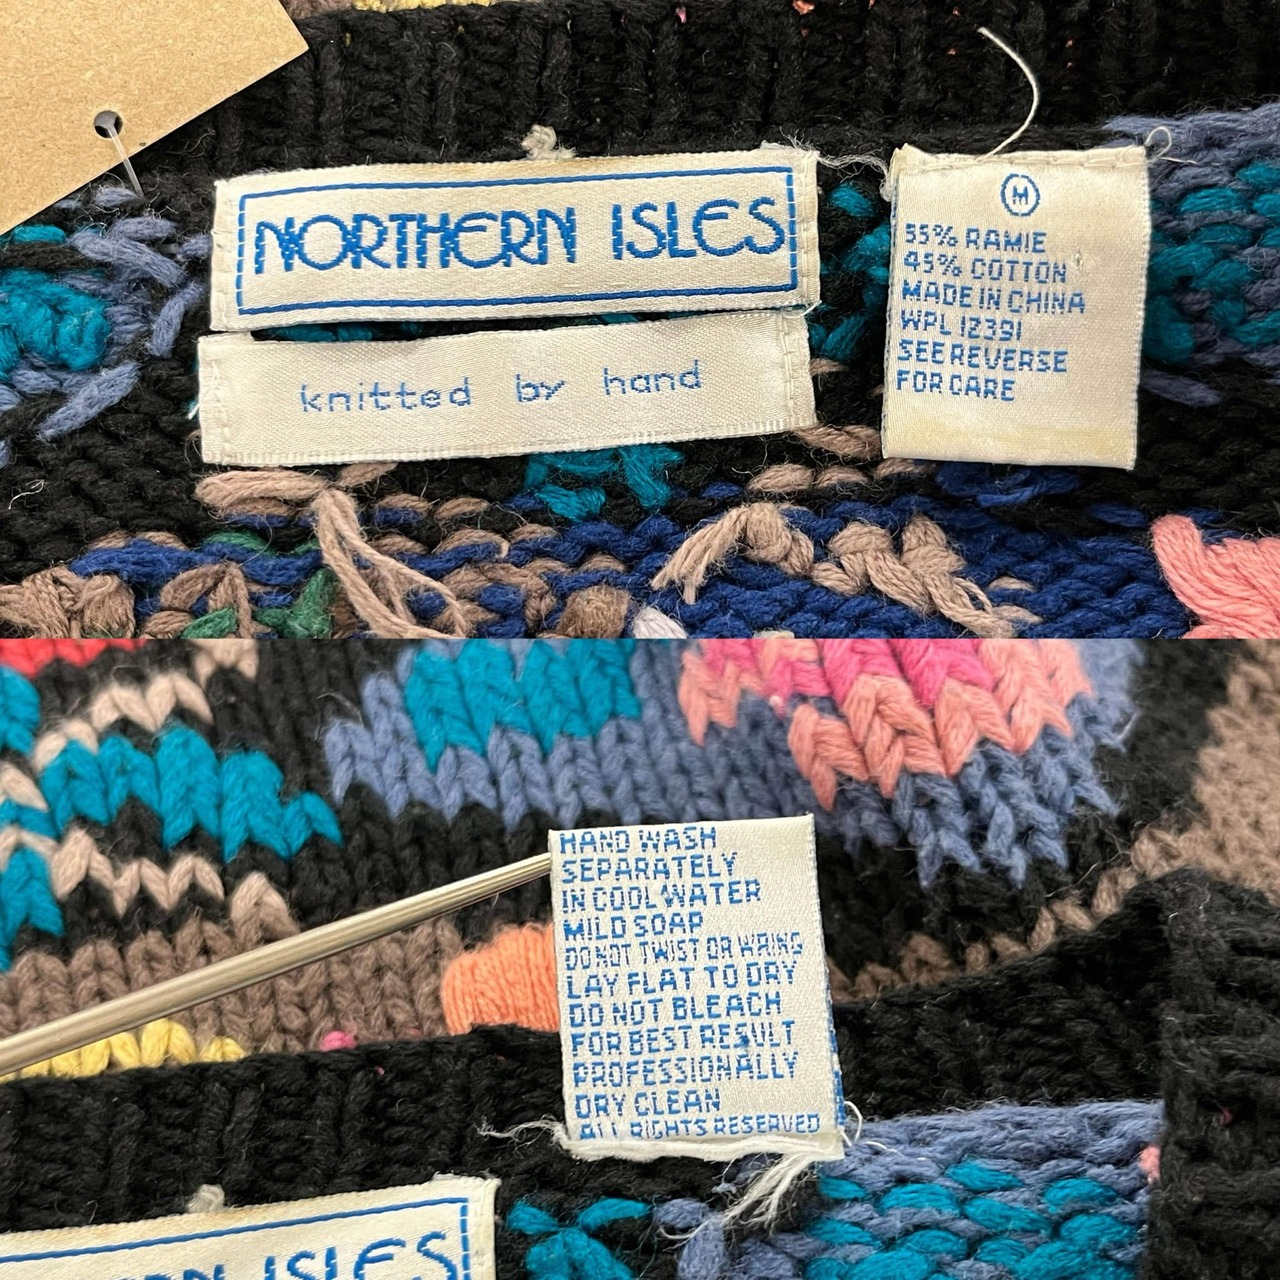 NORTHERN ISLES
knitted by hand
M
55% RAMIE
45% COTTON
MADE IN CHINA
WPL 12391
SEE REVERSE
FOR CARE
HAND WASH
SEPARATELY
IN COOL WATER
MILD SOAP
DO NOT TWIST OR WRING
LAY FLAT TO DRY
DO NOT BLEACH
FOR BEST RESULT
PROFESSIONALLY
DRY CLEAN
ALL RIGHTS RESERVED
ERN ISLES